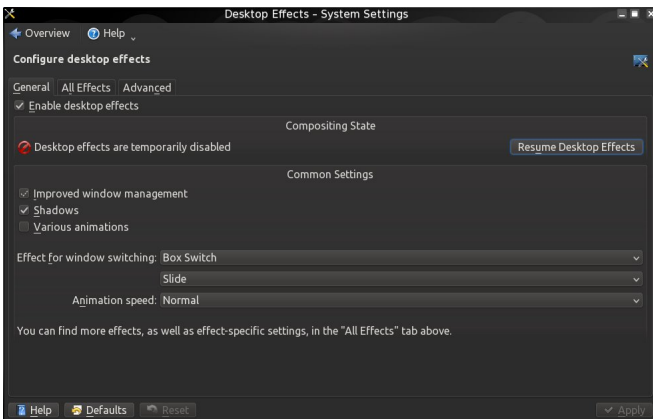 Desktop Effects - System Settings
Overview Help
Configure desktop effects
General All Effects Advanced
Enable desktop effects
Compositing State
Desktop effects are temporarily disabled Resume Desktop Effects
Common Settings
Improved window management
Shadows
Various animations
Effect for window switching: Box Switch
Slide
Animation speed: Normal
You can find more effects, as well as effect-specific settings, in the "All Effects" tab above.
Help Defaults Reset Apply